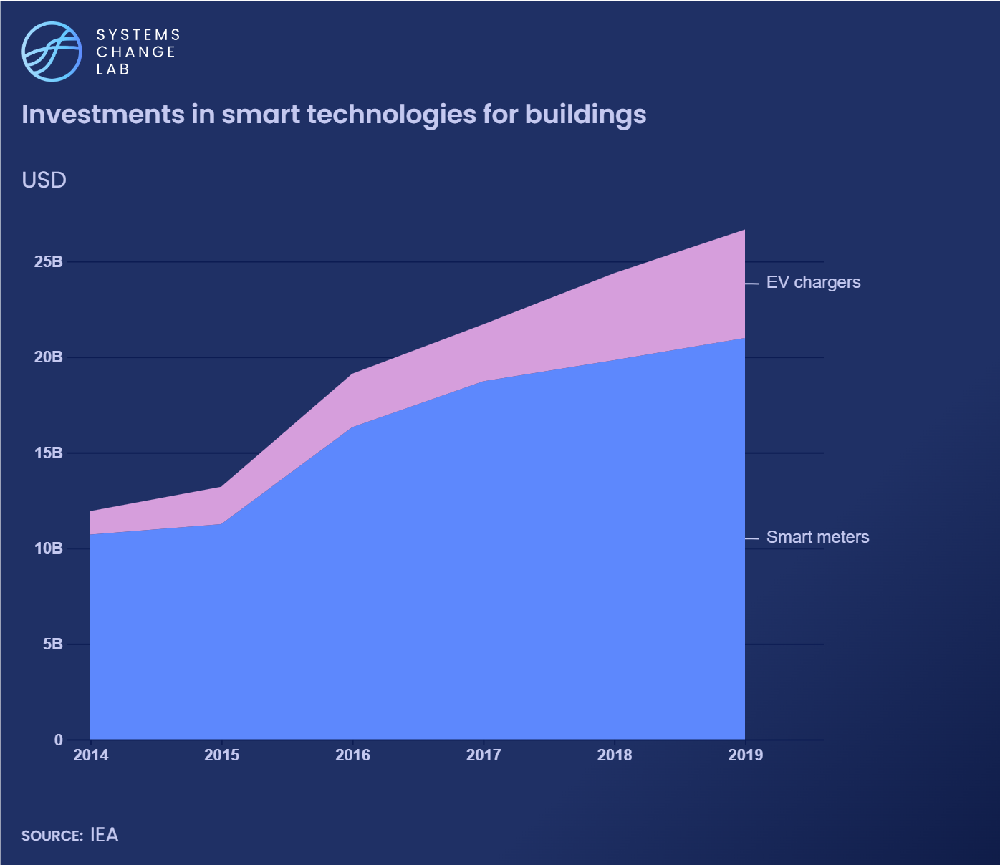 SYSTEMS
CHANGE
LAB
Investments in smart technologies for buildings
USD
25B
EV chargers
20B
15B
Smart meters
10B
5B
0
2014 2015 2016 2017 2018 2019
SOURCE: IEA